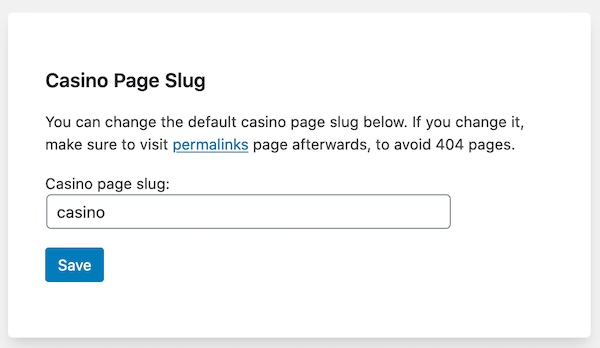 Casino Page Slug
You can change the default casino page slug below. If you change it,
make sure to visit permalinks page afterwards, to avoid 404 pages.
Casino page slug:
casino
Save